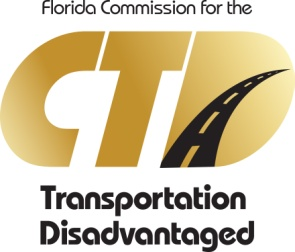 Florida Commission for the
CTD
Transportation
Disadvantaged